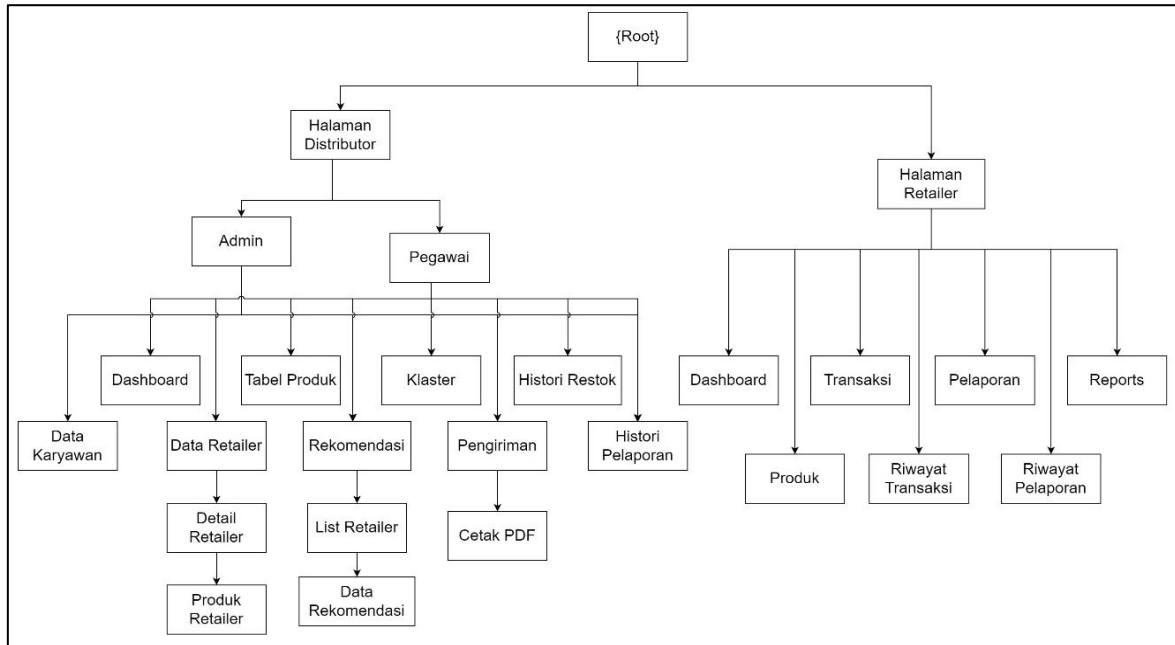 {Root}
Halaman
Distributor
Halaman
Retailer
Admin
Pegawai
Dashboard
Tabel Produk
Klaster
Histori Restok
Dashboard
Transaksi
Pelaporan
Reports
Data
Karyawan
Data Retailer
Rekomendasi
Pengiriman
Histori
Pelaporan
Produk
Riwayat
Transaksi
Riwayat
Pelaporan
Detail
Retailer
List Retailer
Cetak PDF
Produk
Retailer
Data
Rekomendasi